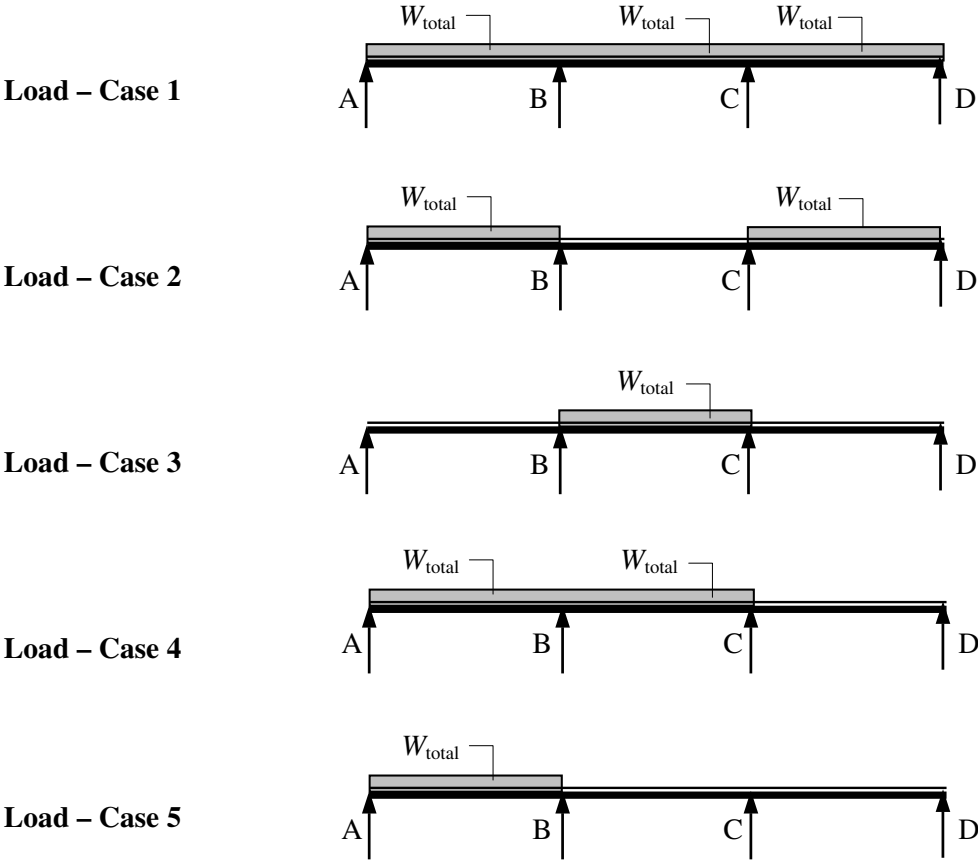 W_total W_total W_total
Load – Case 1
A B C D
W_total W_total
Load – Case 2
A B C D
W_total
Load – Case 3
A B C D
W_total W_total
Load – Case 4
A B C D
W_total
Load – Case 5
A B C D